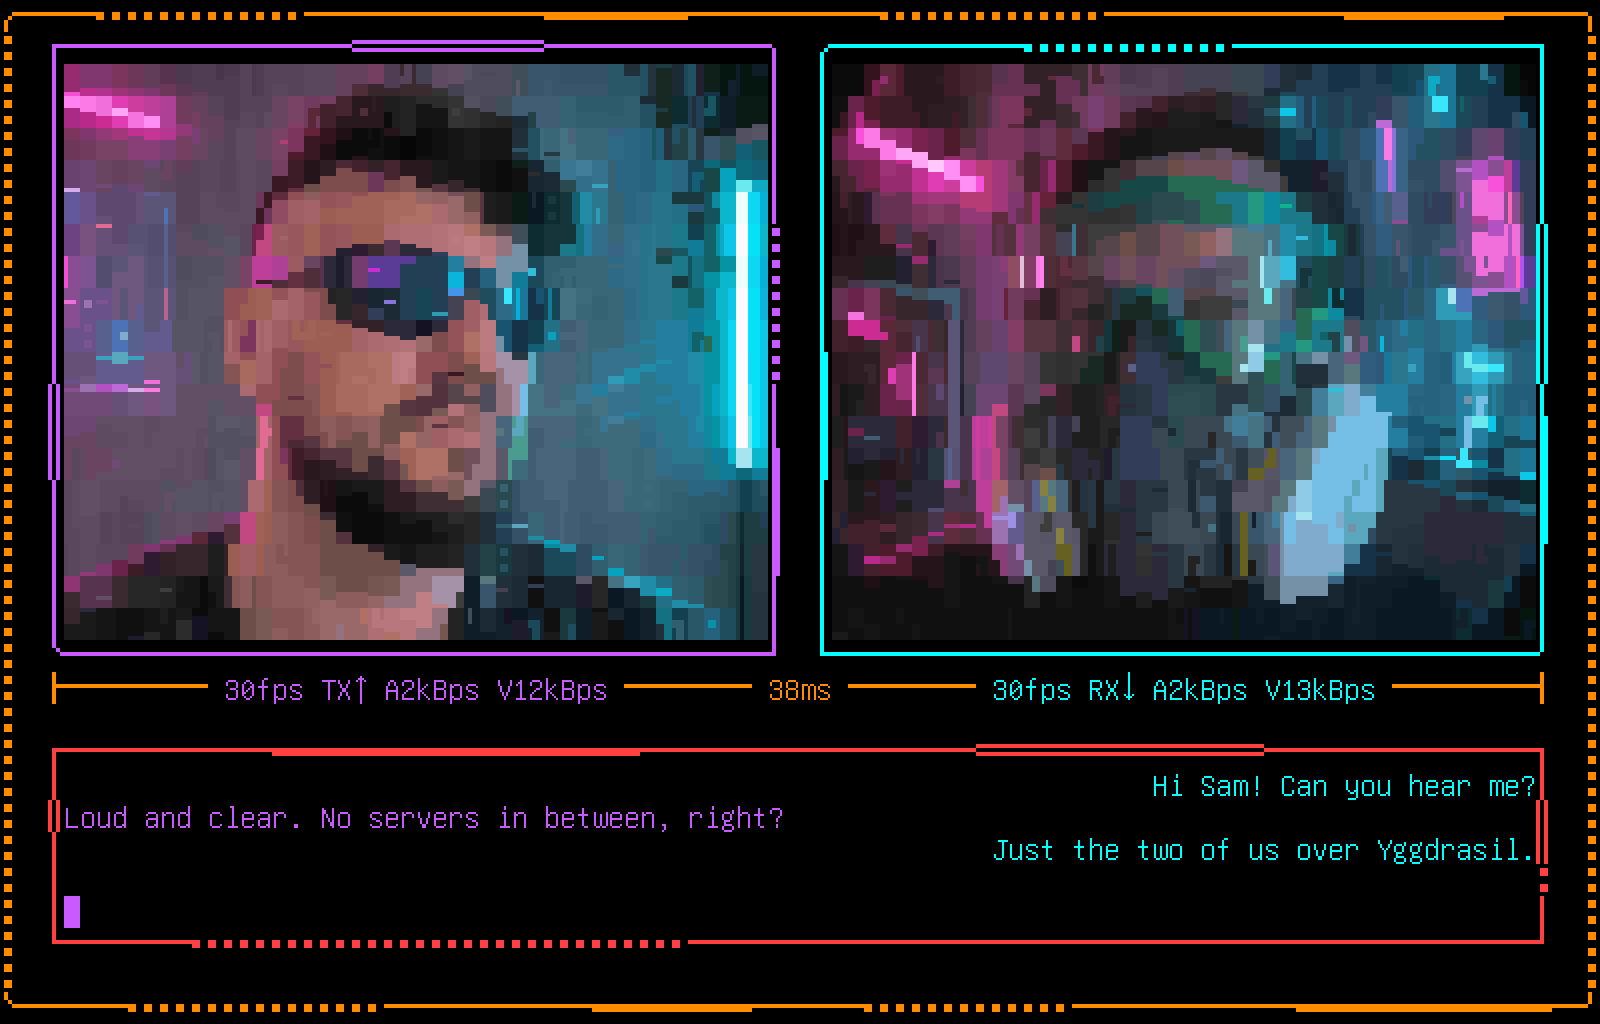 30fps TX↑ A2kBps V12kBps 38ms 30fps RX↓ A2kBps V13kBps
Hi Sam! Can you hear me?
Loud and clear. No servers in between, right?
Just the two of us over Yggdrasil.